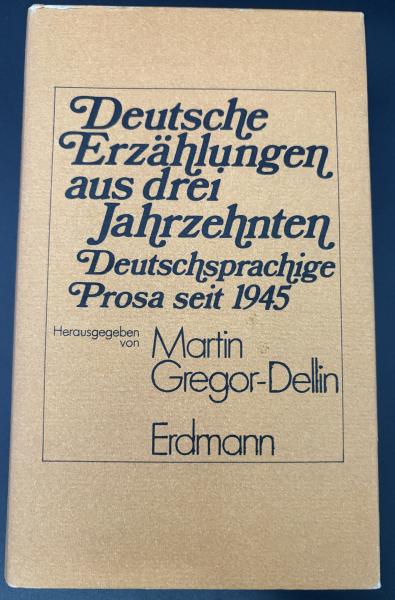 Deutsche
Erzählungen
aus drei
Jahrzehnten
Deutschsprachige
Prosa seit 1945
Herausgegeben
von
Martin
Gregor-Dellin
Erdmann